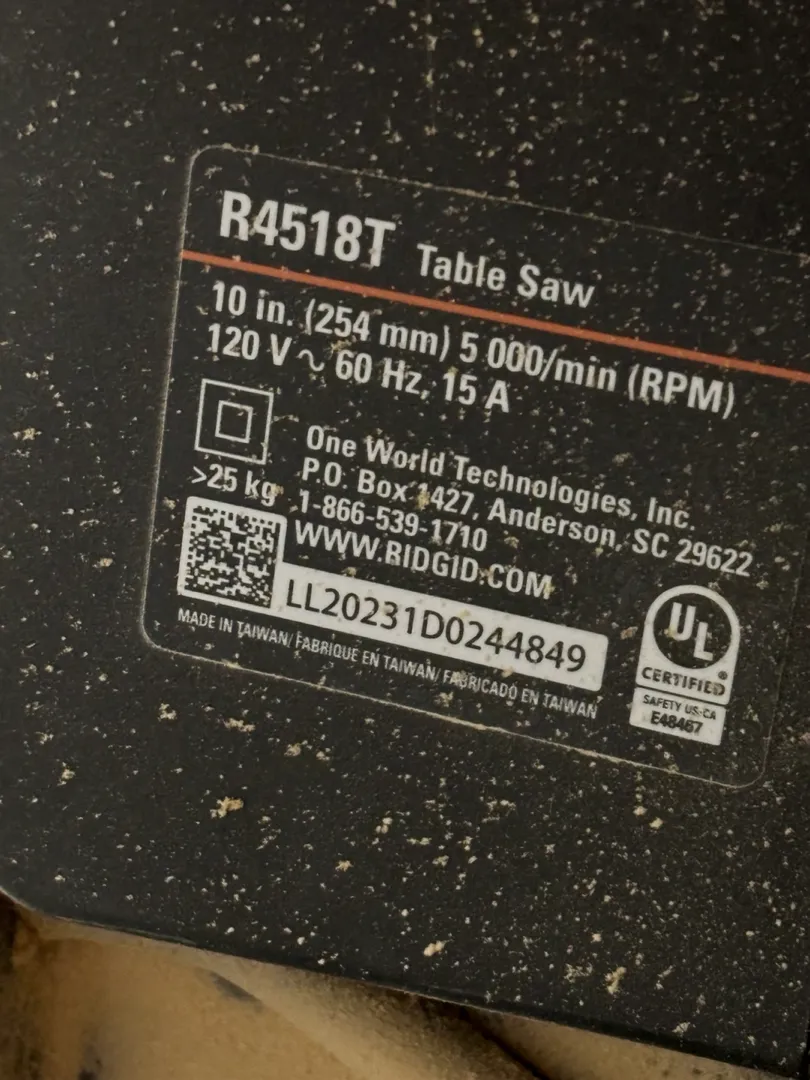 R4518T Table Saw
10 in. (254 mm) 5 000/min (RPM)
120 V ~ 60 Hz, 15 A
>25 kg
One World Technologies, Inc.
P.O. Box 1427, Anderson, SC 29622
1-866-539-1710
WWW.RIDGID.COM
LL20231D0244849
MADE IN TAIWAN/ FABRIQUE EN TAIWAN/ FABRICADO EN TAIWAN
UL
CERTIFIED®
SAFETY US-CA
E48467